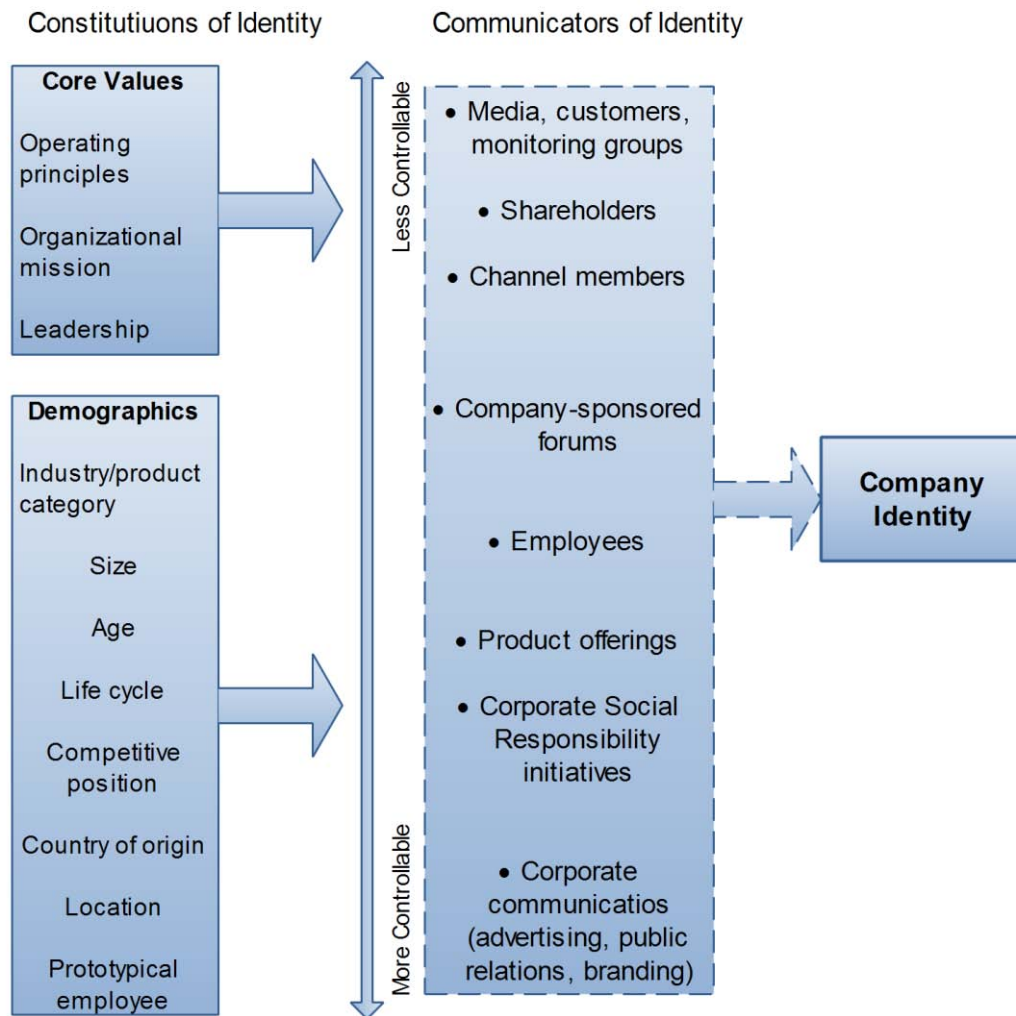 Constitutiuons of Identity
Communicators of Identity
Core Values
Operating
principles
Organizational
mission
Leadership
Demographics
Industry/product
category
Size
Age
Life cycle
Competitive
position
Country of origin
Location
Prototypical
employee
Less Controllable
More Controllable
• Media, customers,
monitoring groups
• Shareholders
• Channel members
• Company-sponsored
forums
• Employees
• Product offerings
• Corporate Social
Responsibility
initiatives
• Corporate
communicatios
(advertising, public
relations, branding)
Company
Identity